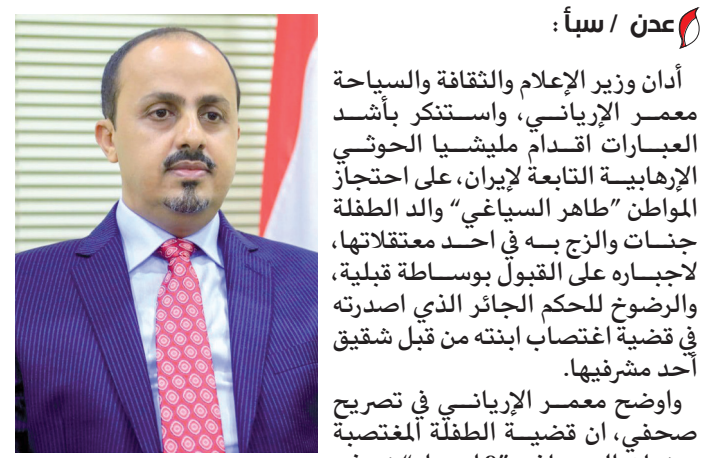 عدن / سبأ :
أدان وزير الإعلام والثقافة والسياحة
معمر الإرياني، واستنكر بأشد
العبارات اقدام مليشيا الحوثي
الإرهابية التابعة لإيران، على احتجاز
المواطن "طاهر السياغي" والد الطفلة
جنات والزج به في احد معتقلاتها،
لاجباره على القبول بوساطة قبلية،
والرضوخ للحكم الجائر الذي اصدرته
في قضية اغتصاب ابنته من قبل شقيق
أحد مشرفيها.
واوضح معمر الإرياني في تصريح
صحفي، ان قضية الطفلة المغتصبة